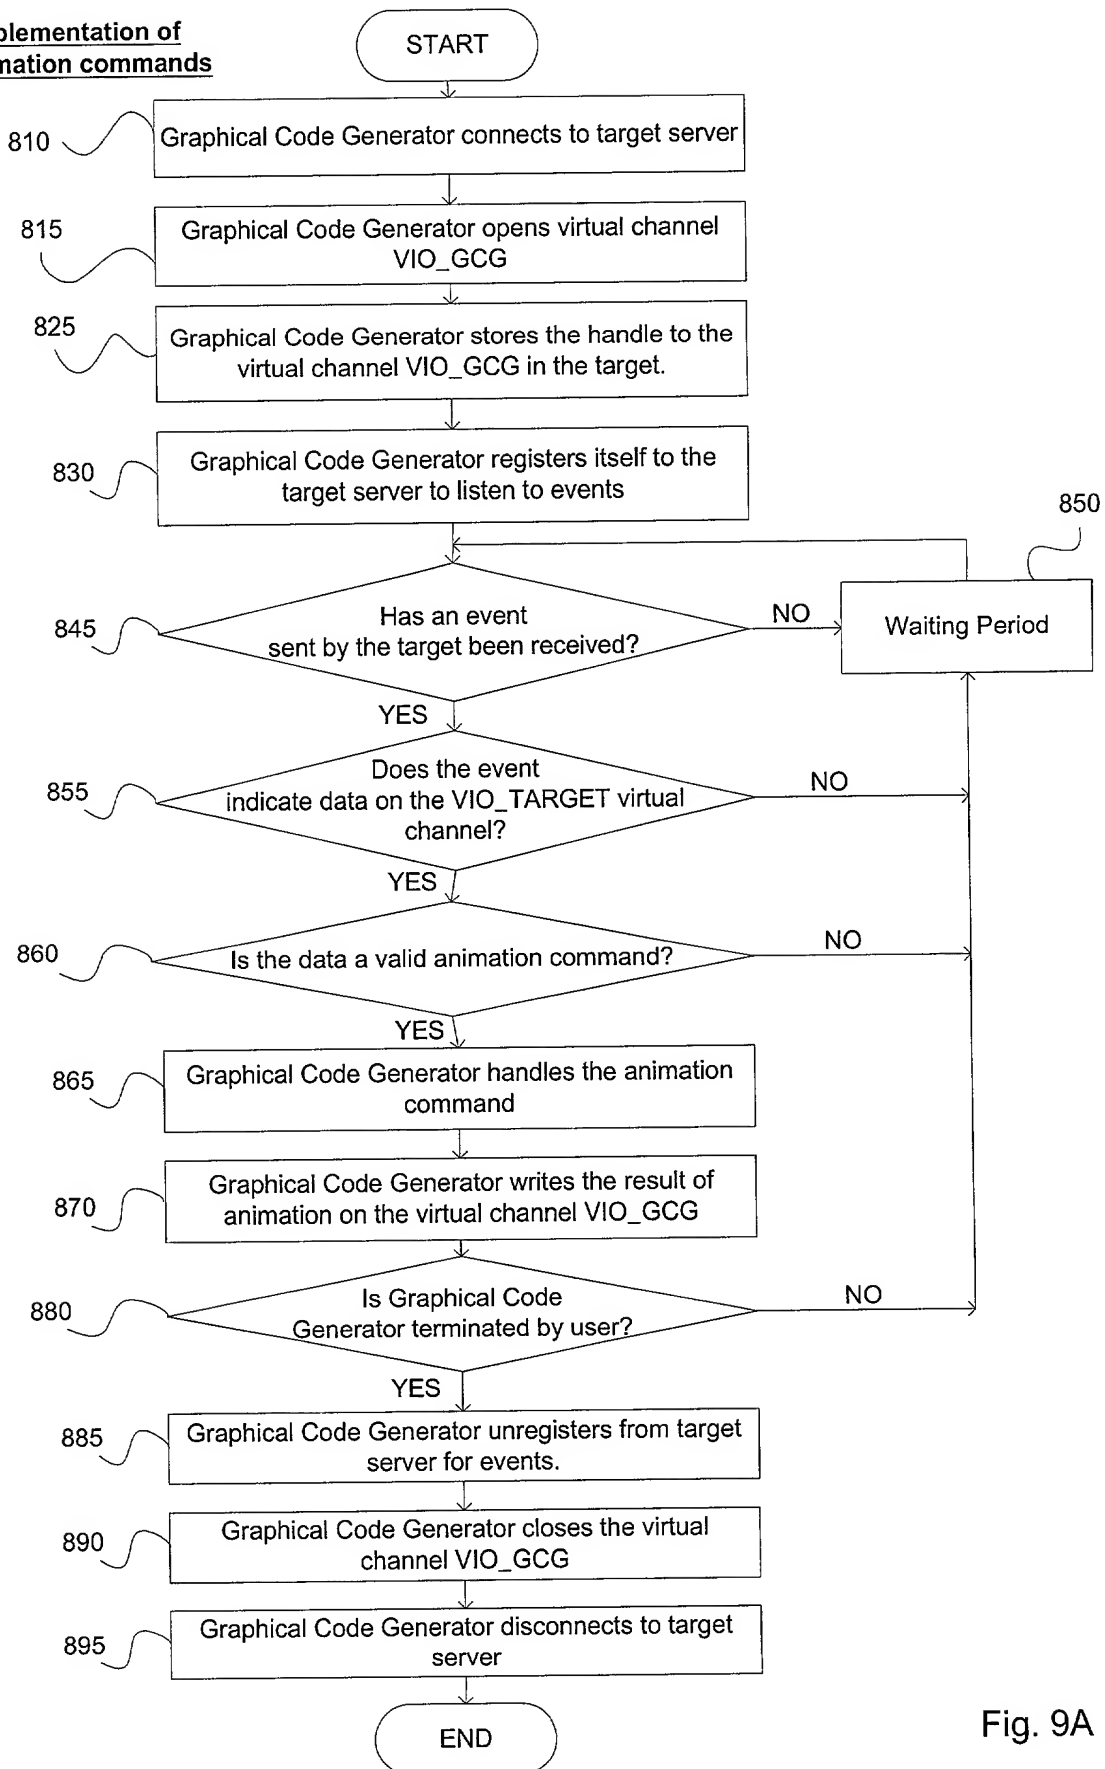 plementation of
mation commands
START
810
Graphical Code Generator connects to target server
815
Graphical Code Generator opens virtual channel
VIO_GCG
825
Graphical Code Generator stores the handle to the
virtual channel VIO_GCG in the target.
830
Graphical Code Generator registers itself to the
target server to listen to events
850
845
Has an event
sent by the target been received?
NO
Waiting Period
YES
855
Does the event
indicate data on the VIO_TARGET virtual
channel?
NO
YES
860
Is the data a valid animation command?
NO
YES
865
Graphical Code Generator handles the animation
command
870
Graphical Code Generator writes the result of
animation on the virtual channel VIO_GCG
880
Is Graphical Code
Generator terminated by user?
NO
YES
885
Graphical Code Generator unregisters from target
server for events.
890
Graphical Code Generator closes the virtual
channel VIO_GCG
895
Graphical Code Generator disconnects to target
server
END
Fig. 9A